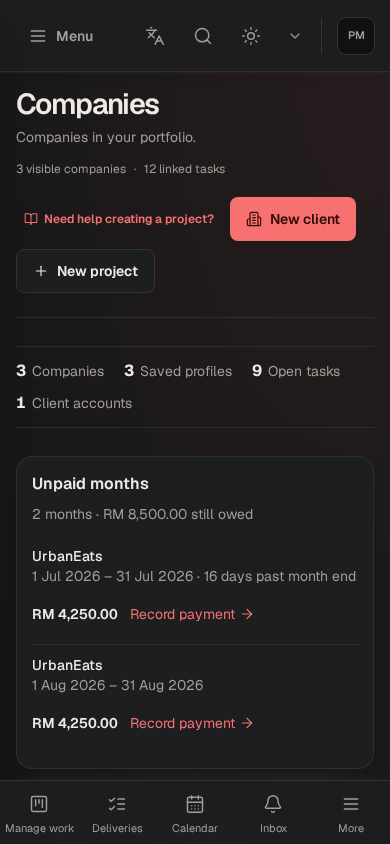 Menu
PM
Companies
Companies in your portfolio.
3 visible companies · 12 linked tasks
Need help creating a project?
New client
New project
3 Companies 3 Saved profiles 9 Open tasks
1 Client accounts
Unpaid months
2 months · RM 8,500.00 still owed
UrbanEats
1 Jul 2026 – 31 Jul 2026 · 16 days past month end
RM 4,250.00 Record payment →
UrbanEats
1 Aug 2026 – 31 Aug 2026
RM 4,250.00 Record payment →
Manage work Deliveries Calendar Inbox More